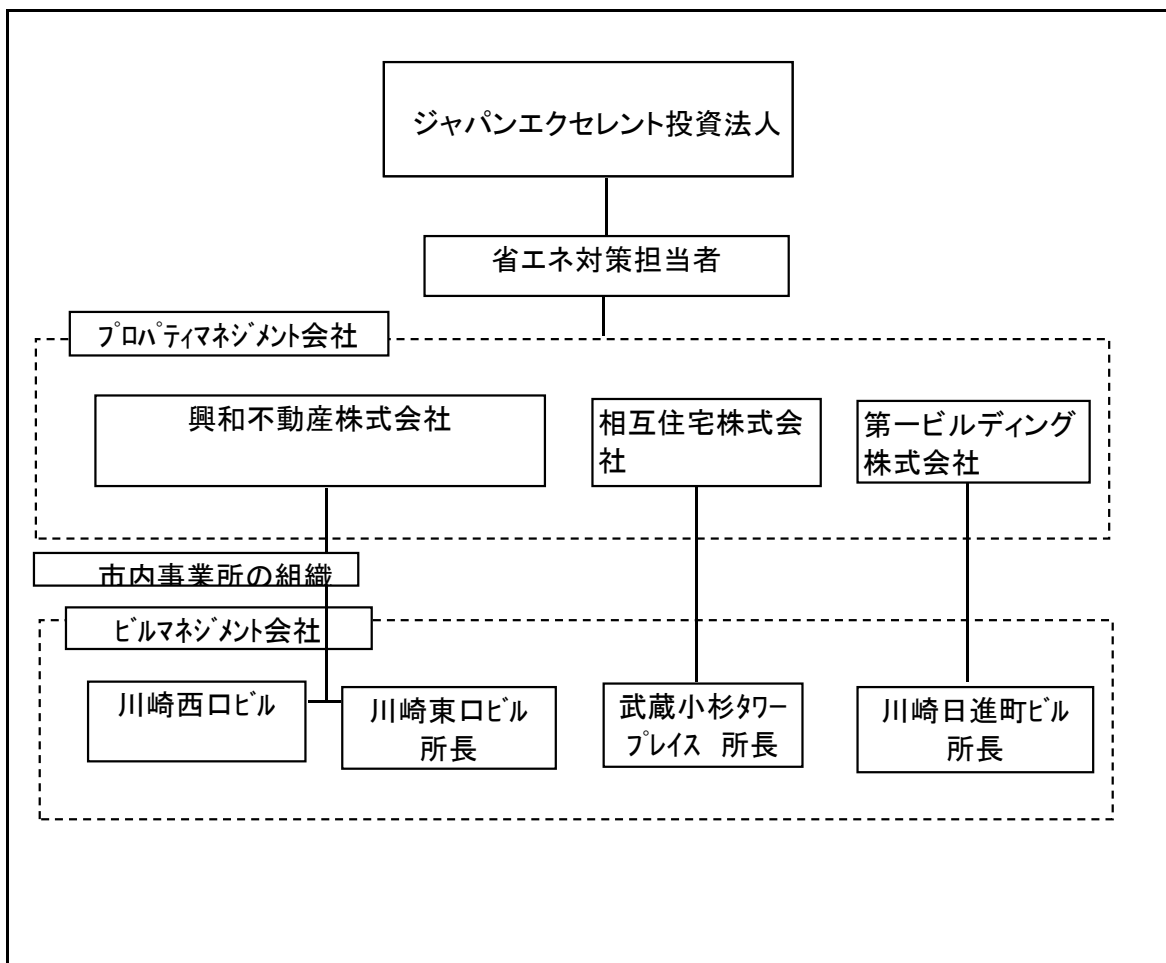 ジャパンエクセレント投資法人
省エネ対策担当者
ﾌﾟﾛﾊﾟﾃｨﾏﾈｼﾞﾒﾝﾄ会社
興和不動産株式会社
相互住宅株式会
社
第一ビルディング
株式会社
市内事業所の組織
ﾋﾞﾙﾏﾈｼﾞﾒﾝﾄ会社
川崎西口ﾋﾞﾙ
川崎東口ﾋﾞﾙ
所長
武蔵小杉ﾀﾜｰ
ﾌﾟﾚｲｽ 所長
川崎日進町ﾋﾞﾙ
所長